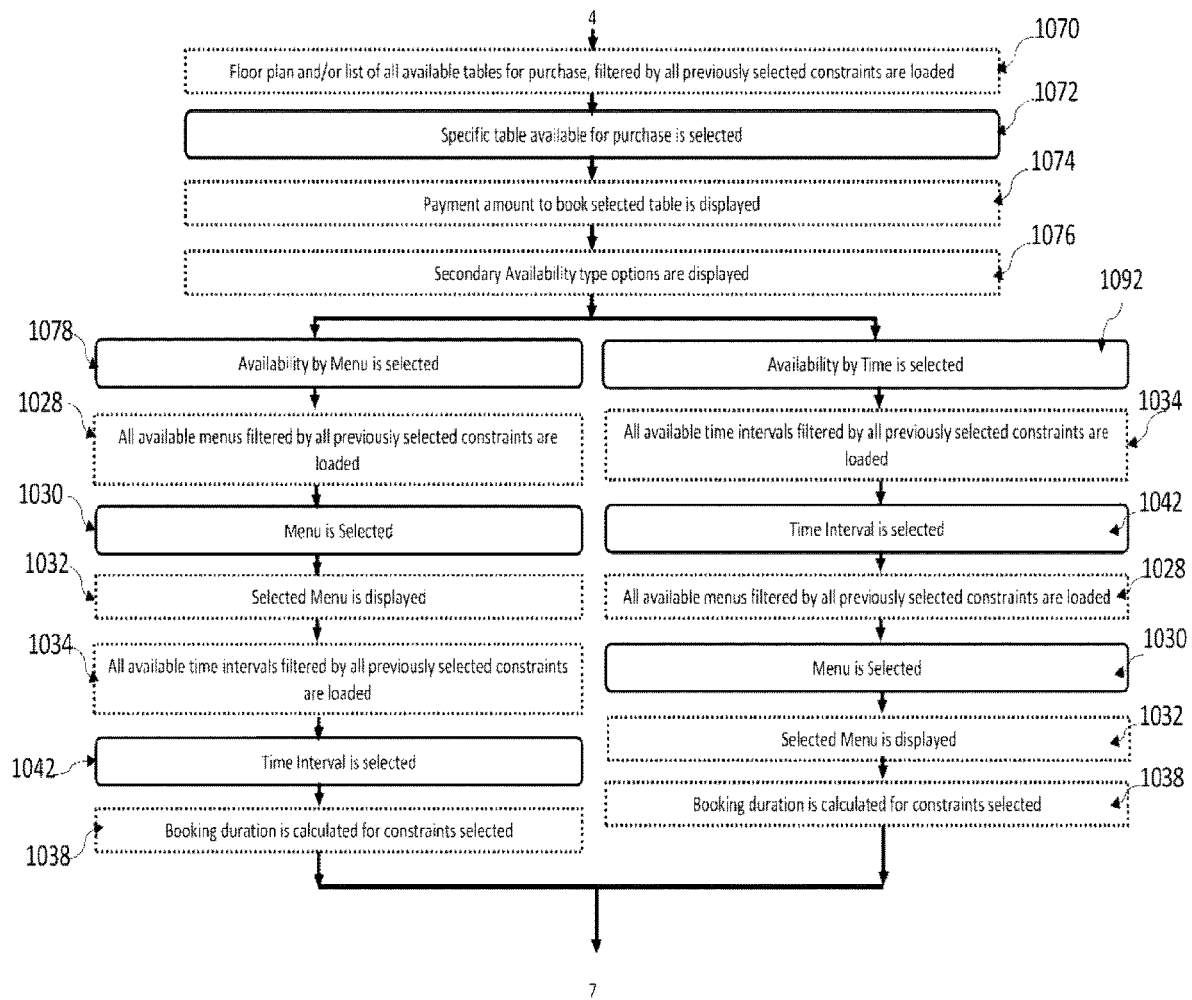 4
1070
Floor plan and/or list of all available tables for purchase, filtered by all previously selected constraints are loaded
1072
Specific table available for purchase is selected
1074
Payment amount to book selected table is displayed
1076
Secondary Availability type options are displayed
1092
1078
Availability by Menu is selected
Availability by Time is selected
1028
All available menus filtered by all previously selected constraints are
loaded
1034
All available time intervals filtered by all previously selected constraints are
loaded
1030
Menu is Selected
1042
Time Interval is selected
1032
Selected Menu is displayed
1028
All available menus filtered by all previously selected constraints are loaded
1034
All available time intervals filtered by all previously selected constraints
are loaded
1030
Menu is Selected
1032
Selected Menu is displayed
1042
Time Interval is selected
1038
Booking duration is calculated for constraints selected
Booking duration is calculated for constraints selected
1038
7